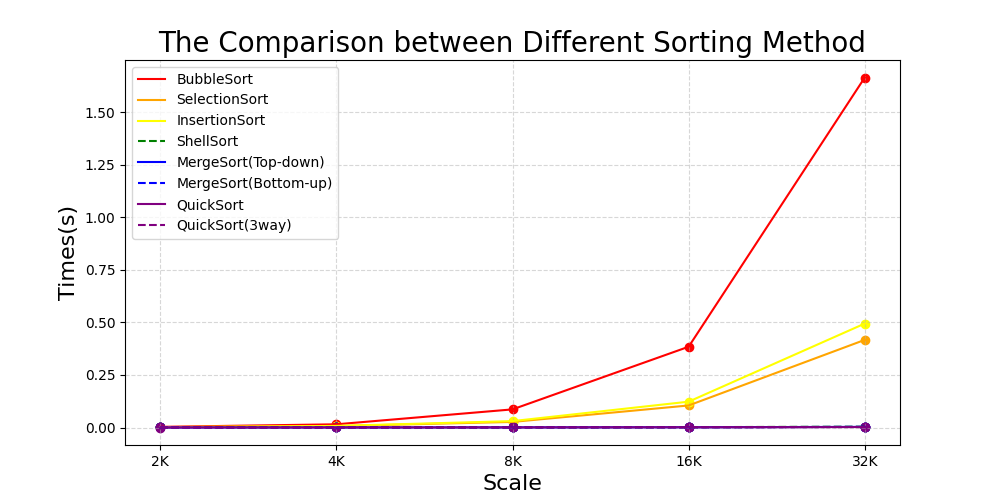 The Comparison between Different Sorting Method
BubbleSort
SelectionSort
InsertionSort
ShellSort
MergeSort(Top-down)
MergeSort(Bottom-up)
QuickSort
QuickSort(3way)
Times(s)
1.50
1.25
1.00
0.75
0.50
0.25
0.00
2K 4K 8K 16K 32K
Scale